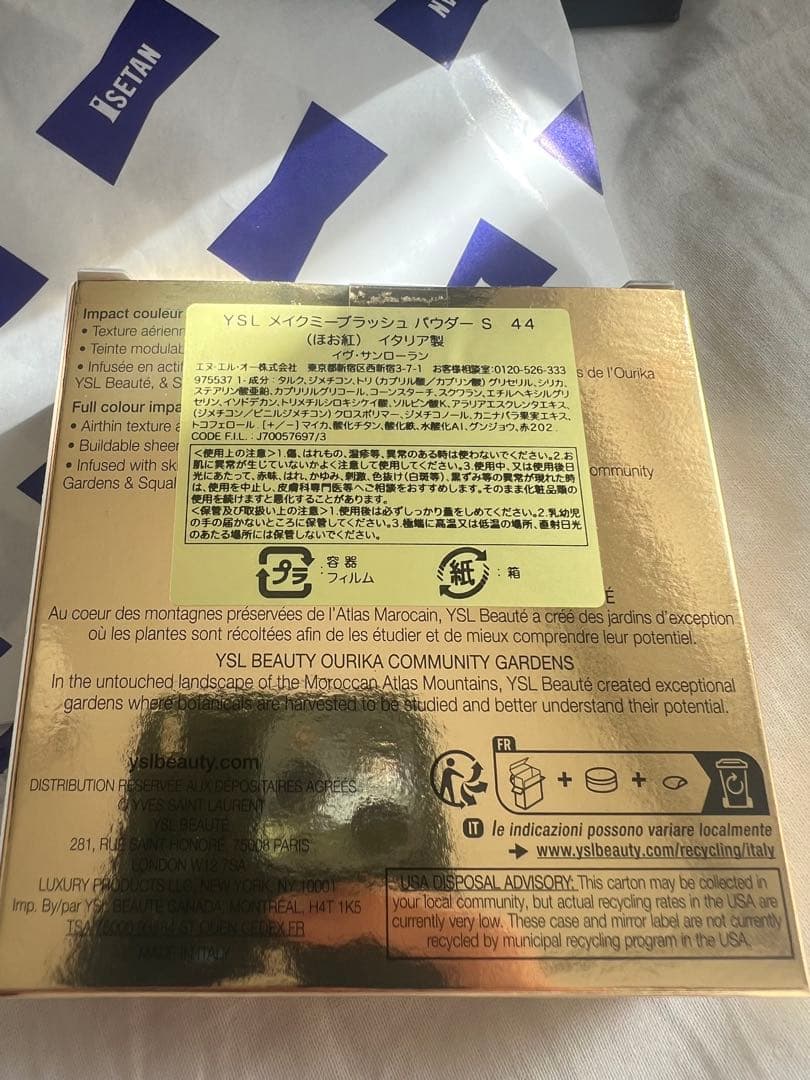 iSETAN
Impact couleur
• Texture aérienn
• Teinte modulab
• Infusée en actif
s de l'Ourika
YSL Beauté, & S
Full colour impa
• Airthin texture a
• Buildable sheer
• Infused with sk
ommunity
Gardens & Squal
YSL メイクミーブラッシュ パウダー S 44
(ほお紅) イタリア製
イヴ・サンローラン
エヌ・エル・オー株式会社 東京都新宿区西新宿3-7-1 お客様相談室:0120-526-333
975537 1- 成分:タルク、ジメチコン、トリ(カプリル酸/カプリン酸)グリセリル、シリカ、
ステアリン酸亜鉛、カプリリルグリコール、コーンスターチ、スクワラン、エチルヘキシルグリ
セリン、イソドデカン、トリメチルシロキシケイ酸、ソルビン酸K、アラリアエスクレンタエキス、
(ジメチコン/ビニルジメチコン)クロスポリマー、ジメチコノール、カニナバラ果実エキス、
トコフェロール [+/-]マイカ、酸化チタン、酸化鉄、水酸化Al、グンジョウ、赤202、
CODE F.I.L.:J70057697/3
<使用上の注意>1.傷、はれもの、湿疹等、異常のある時は使わないでください。2.お
肌に異常が生じていないかよく注意して使用してください。3.使用中、又は使用後日
光にあたって、赤味、はれ、かゆみ、刺激、色抜け(白斑等)、黒ずみ等の異常が現れた時
は、使用を中止し、皮膚科専門医等へご相談をおすすめします。そのまま化粧品類の
使用を続けますと悪化することがあります。
<保管及び取扱い上の注意>1.使用後は必ずしっかり蓋をしめてください。2.乳幼児
の手の届かないところに保管してください。3.極端に高温又は低温の場所、直射日光
のあたる場所には保管しないでください。
プラ :容器
フィルム
紙 :箱
É
Au coeur des montagnes préservées de l'Atlas Marocain, YSL Beauté a créé des jardins d'exception
où les plantes sont récoltées afin de les étudier et de mieux comprendre leur potentiel.
YSL BEAUTY OURIKA COMMUNITY GARDENS
In the untouched landscape of the Moroccan Atlas Mountains, YSL Beauté created exceptional
gardens where botanicals are harvested to be studied and better understand their potential.
yslbeauty.com
DISTRIBUTION RÉSERVÉE AUX DÉPOSITAIRES AGRÉÉS.
© YVES SAINT LAURENT
YSL BEAUTÉ
281, RUE SAINT HONORÉ, 75008 PARIS
LONDON W12 7SA
LUXURY PRODUCTS LLC, NEW YORK, NY 10001
Imp. By/par YSL BEAUTÉ CANADA, MONTRÉAL, H4T 1K5
ST OUEN CEDEX FR
MADE IN ITALY
FR
+ +
IT le indicazioni possono variare localmente
➔ www.yslbeauty.com/recycling/italy
USA DISPOSAL ADVISORY: This carton may be collected in
your local community, but actual recycling rates in the USA are
currently very low. These case and mirror label are not currently
recycled by municipal recycling program in the USA.